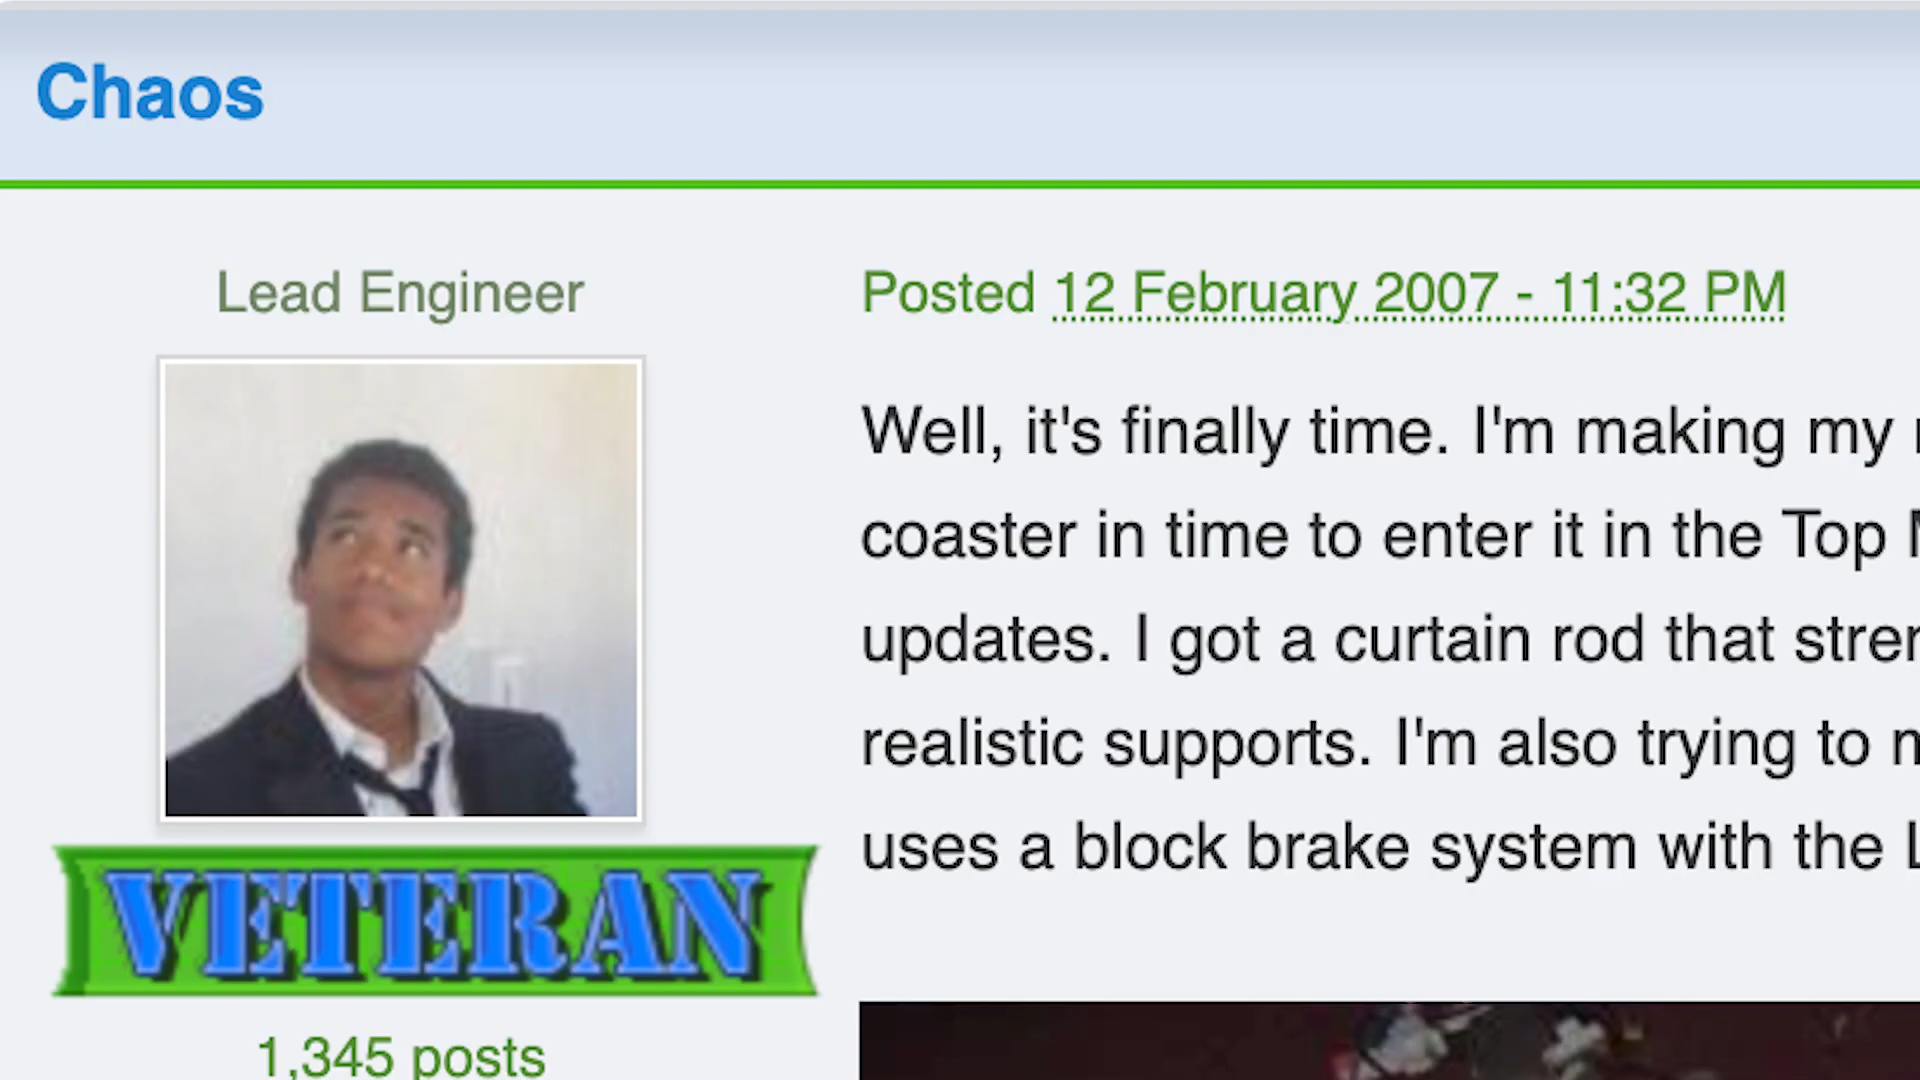 Chaos
Lead Engineer
Posted 12 February 2007 - 11:32 PM
Well, it's finally time. I'm making my
coaster in time to enter it in the Top
updates. I got a curtain rod that
realistic supports. I'm also trying to
uses a block brake system with the
VETERAN
1,345 posts